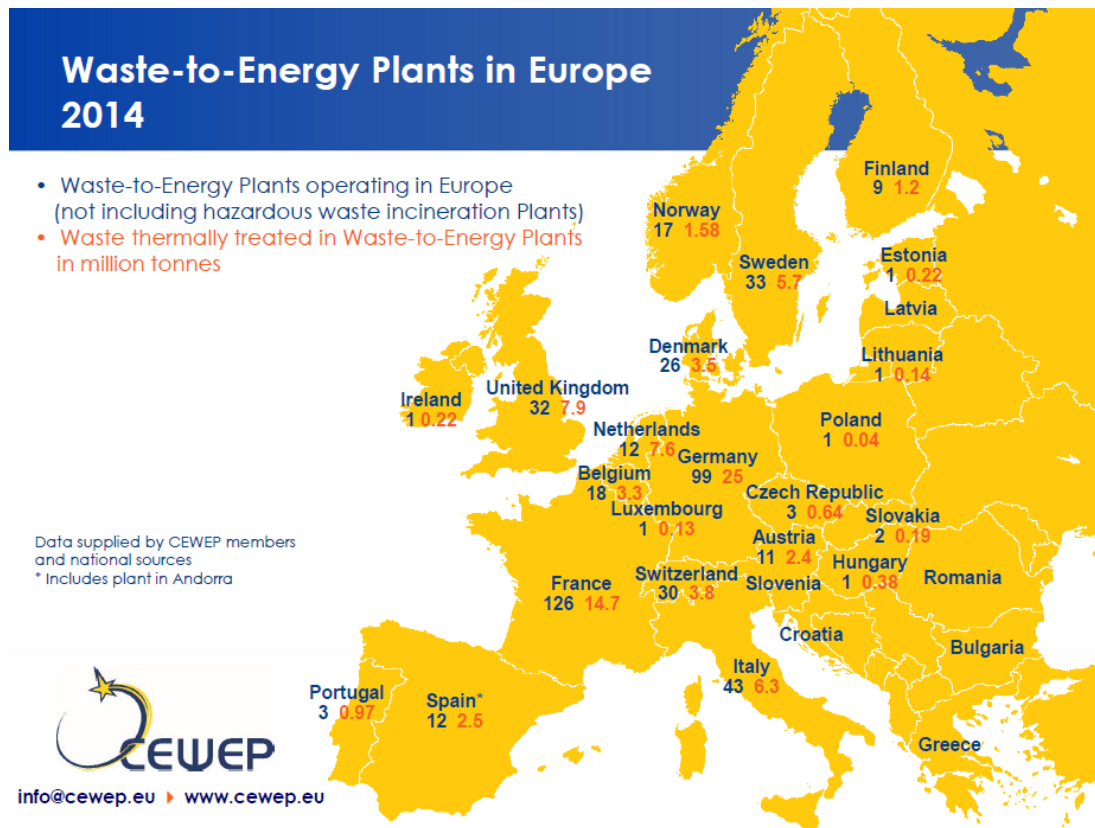 Waste-to-Energy Plants in Europe
2014
• Waste-to-Energy Plants operating in Europe
(not including hazardous waste incineration Plants)
• Waste thermally treated in Waste-to-Energy Plants
in million tonnes
Finland
9 1.2
Norway
17 1.58
Sweden
33 5.7
Estonia
1 0.22
Latvia
Lithuania
1 0.14
Denmark
26 3.5
Ireland
1 0.22
United Kingdom
32 7.9
Poland
1 0.04
Netherlands
12 7.6
Germany
99 25
Belgium
18 3.3
Czech Republic
3 0.64
Luxembourg
1 0.13
Slovakia
2 0.19
Austria
11 2.4
Hungary
1 0.38
France
126 14.7
Switzerland
30 3.8
Slovenia
Romania
Croatia
Bulgaria
Italy
43 6.3
Portugal
3 0.97
Spain*
12 2.5
Greece
Data supplied by CEWEP members
and national sources
* Includes plant in Andorra
CEWEP
info@cewep.eu www.cewep.eu